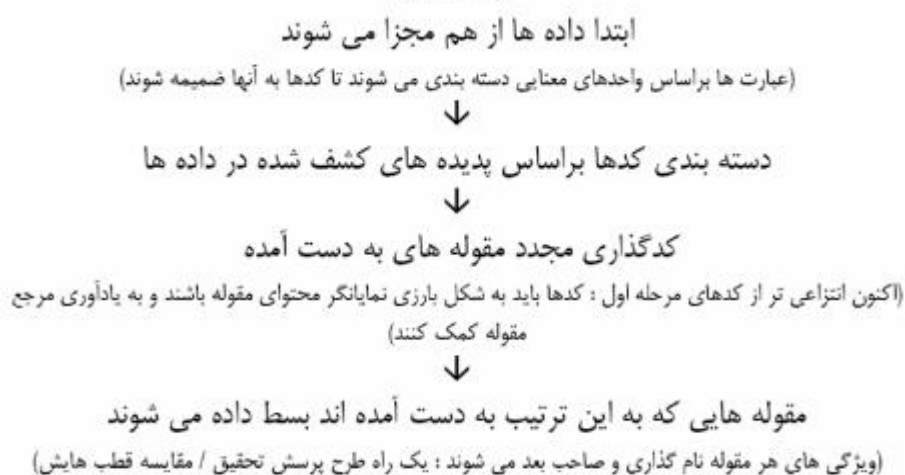 ابتدا داده ها از هم مجزا می شوند
(عبارت ها براساس واحدهای معنایی دسته بندی می شوند تا کدها به آنها ضمیمه شوند)
↓
دسته بندی کدها براساس پدیده های کشف شده در داده ها
↓
کدگذاری مجدد مقوله های به دست آمده
(اکنون انتزاعی تر از کدهای مرحله اول ؛ کدها باید به شکل بارزی نمایانگر محتوای مقوله باشند و به یادآوری مرجع
مقوله کمک کنند)
↓
مقوله هایی که به این ترتیب به دست آمده اند بسط داده می شوند
(ویژگی های هر مقوله نام گذاری و صاحب بعد می شوند ؛ یک راه طرح پرسش تحقیق / مقایسه قطب هایش)